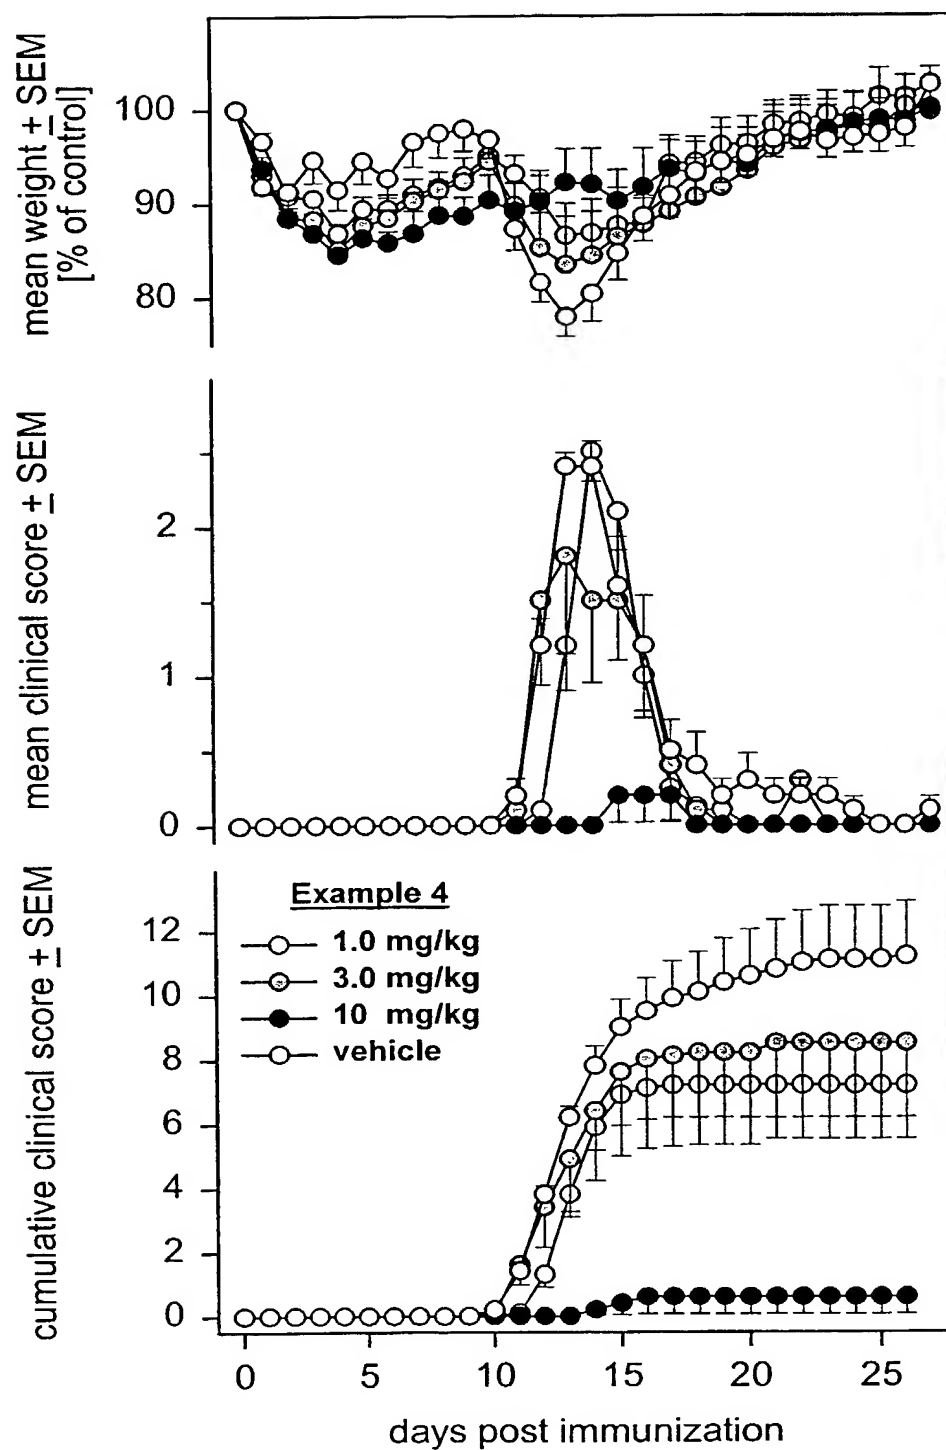 mean weight ± SEM
[% of control]
100
90
80
mean clinical score ± SEM
2
1
0
cumulative clinical score ± SEM
12
10
8
6
4
2
0
Example 4
1.0 mg/kg
3.0 mg/kg
10 mg/kg
vehicle
0 5 10 15 20 25
days post immunization